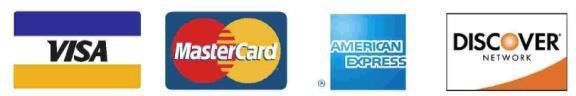 VISA
MasterCard
AMERICAN
EXPRESS
®
DISCOVER®
NETWORK